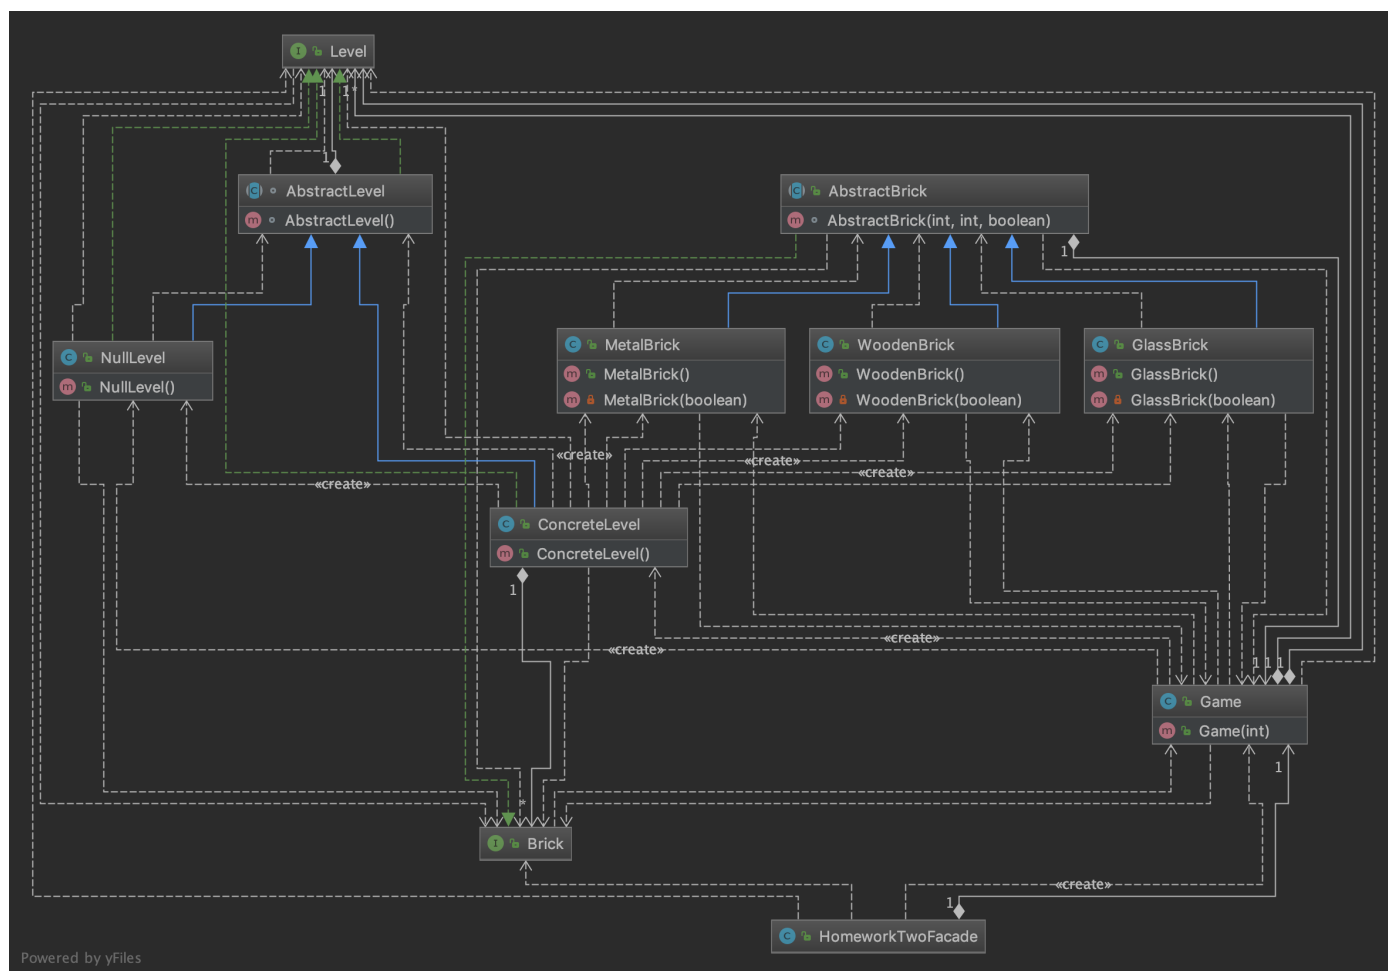 Level
1
1
*
1
AbstractLevel
AbstractLevel()
AbstractBrick
AbstractBrick(int, int, boolean)
1
NullLevel
NullLevel()
MetalBrick
MetalBrick()
MetalBrick(boolean)
WoodenBrick
WoodenBrick()
WoodenBrick(boolean)
GlassBrick
GlassBrick()
GlassBrick(boolean)
«create»
«create»
«create»
«create»
ConcreteLevel
ConcreteLevel()
1
«create»
«create»
1
1
1
Game
Game(int)
1
*
Brick
«create»
1
HomeworkTwoFacade
Powered by yFiles